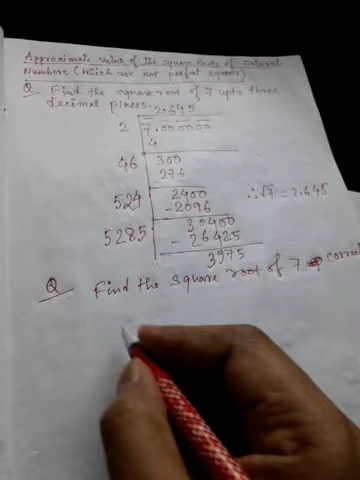 Approximate value of the square roots of natural
Numbers (Which are not perfect square)
Q Find the square root of 7 upto three
decimal places.
2.645
2 7.000000
4
46 300
276
524 2400
-2096
∴√7 = 2.645
5285 30400
- 26425
3975
Q Find the square root of 7